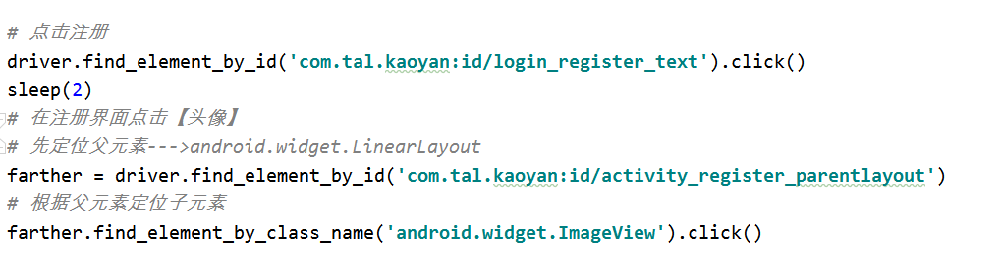 # 点击注册
driver.find_element_by_id('com.tal.kaoyan:id/login_register_text').click()
sleep(2)
# 在注册界面点击【头像】
# 先定位父元素--->android.widget.LinearLayout
farther = driver.find_element_by_id('com.tal.kaoyan:id/activity_register_parentlayout')
# 根据父元素定位子元素
farther.find_element_by_class_name('android.widget.ImageView').click()